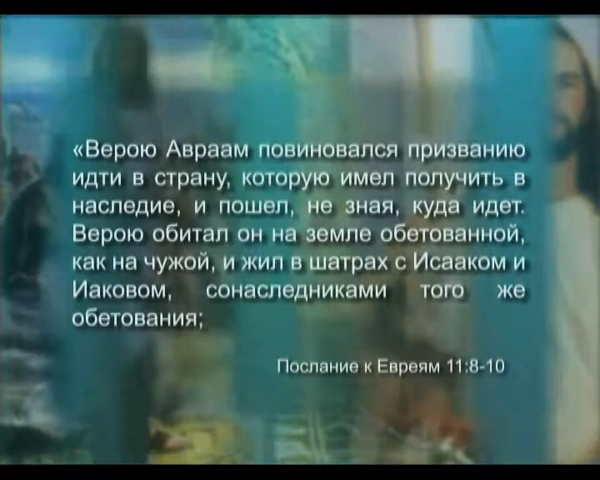 «Верою Авраам повиновался призванию
идти в страну, которую имел получить в
наследие, и пошел, не зная, куда идет.
Верою обитал он на земле обетованной,
как на чужой, и жил в шатрах с Исааком и
Иаковом, сонаследниками того же
обетования;
Послание к Евреям 11:8-10